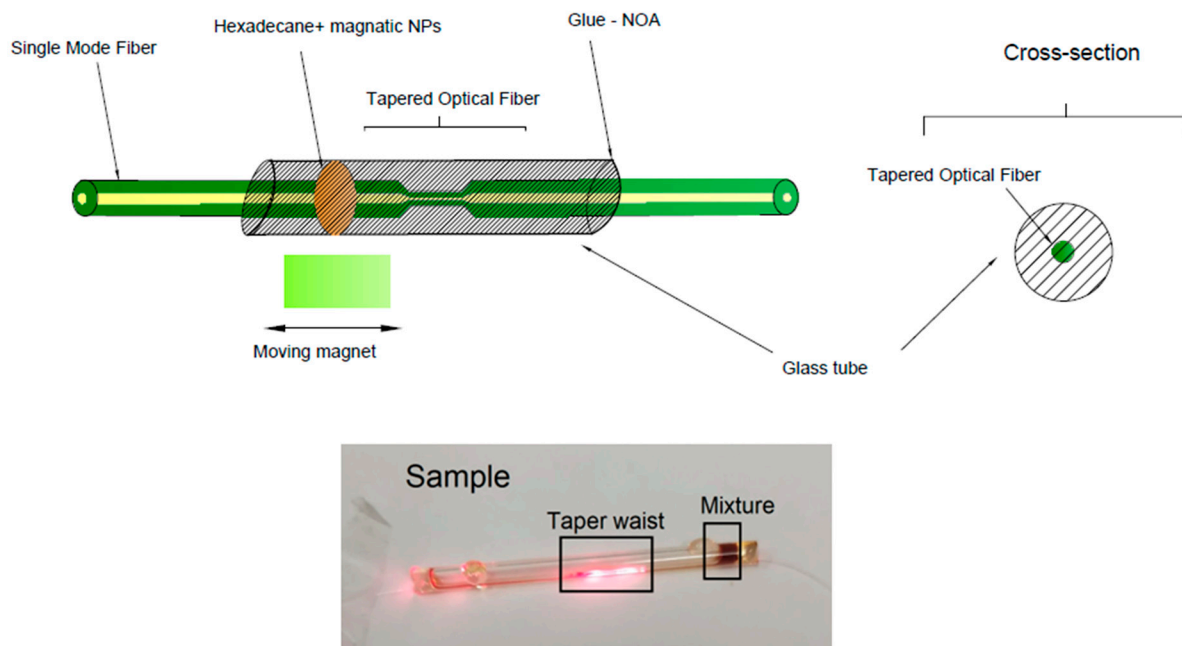 Hexadecane+ magnatic NPs
Glue - NOA
Single Mode Fiber
Cross-section
Tapered Optical Fiber
Tapered Optical Fiber
Moving magnet
Glass tube
Sample
Taper waist
Mixture